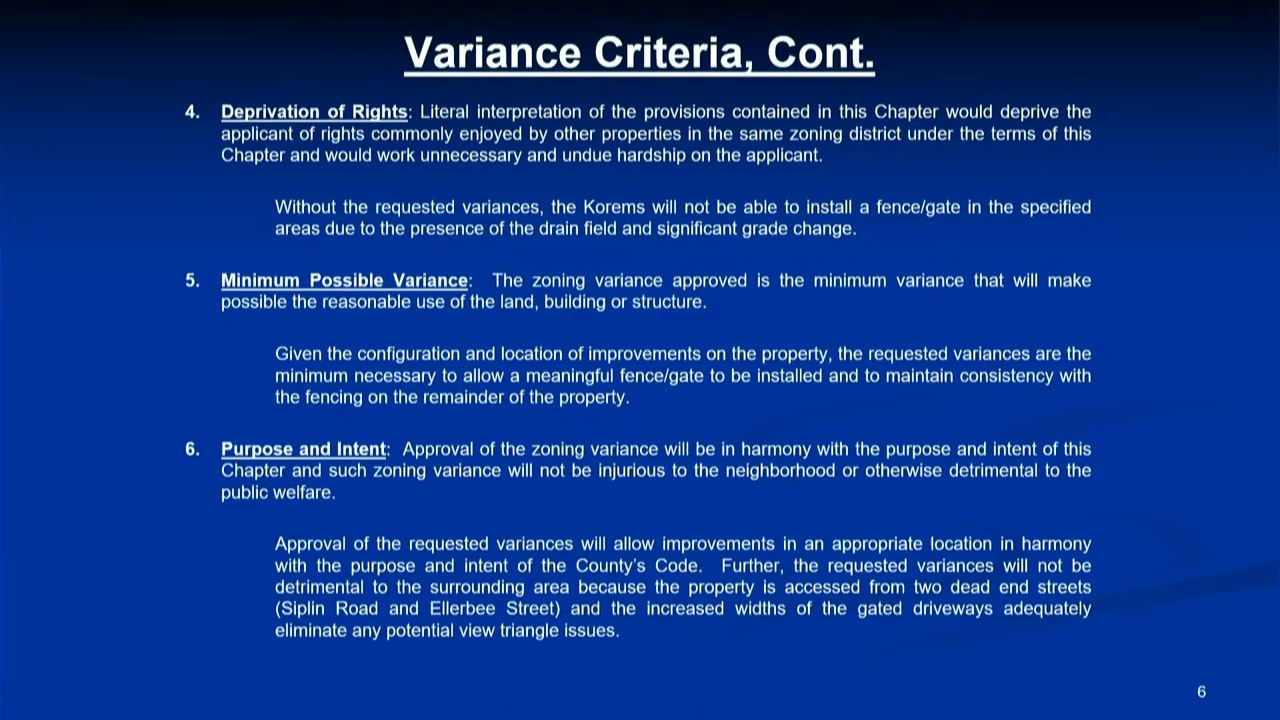 Variance Criteria, Cont.
4. Deprivation of Rights: Literal interpretation of the provisions contained in this Chapter would deprive the
applicant of rights commonly enjoyed by other properties in the same zoning district under the terms of this
Chapter and would work unnecessary and undue hardship on the applicant.
Without the requested variances, the Korems will not be able to install a fence/gate in the specified
areas due to the presence of the drain field and significant grade change.
5. Minimum Possible Variance: The zoning variance approved is the minimum variance that will make
possible the reasonable use of the land, building or structure.
Given the configuration and location of improvements on the property, the requested variances are the
minimum necessary to allow a meaningful fence/gate to be installed and to maintain consistency with
the fencing on the remainder of the property.
6. Purpose and Intent: Approval of the zoning variance will be in harmony with the purpose and intent of this
Chapter and such zoning variance will not be injurious to the neighborhood or otherwise detrimental to the
public welfare.
Approval of the requested variances will allow improvements in an appropriate location in harmony
with the purpose and intent of the County's Code. Further, the requested variances will not be
detrimental to the surrounding area because the property is accessed from two dead end streets
(Siplin Road and Ellerbee Street) and the increased widths of the gated driveways adequately
eliminate any potential view triangle issues.
6